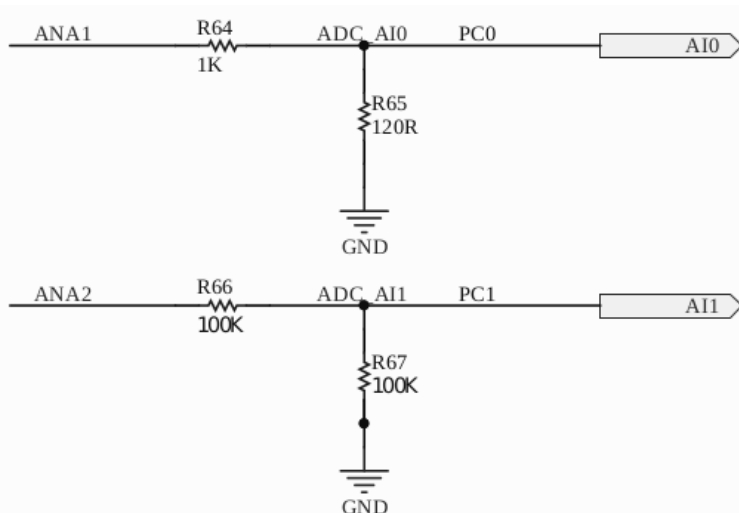 ANA1 R64 ADC_AI0 PC0 AI0
1K
R65
120R
GND
ANA2 R66 ADC_AI1 PC1 AI1
100K
R67
100K
GND